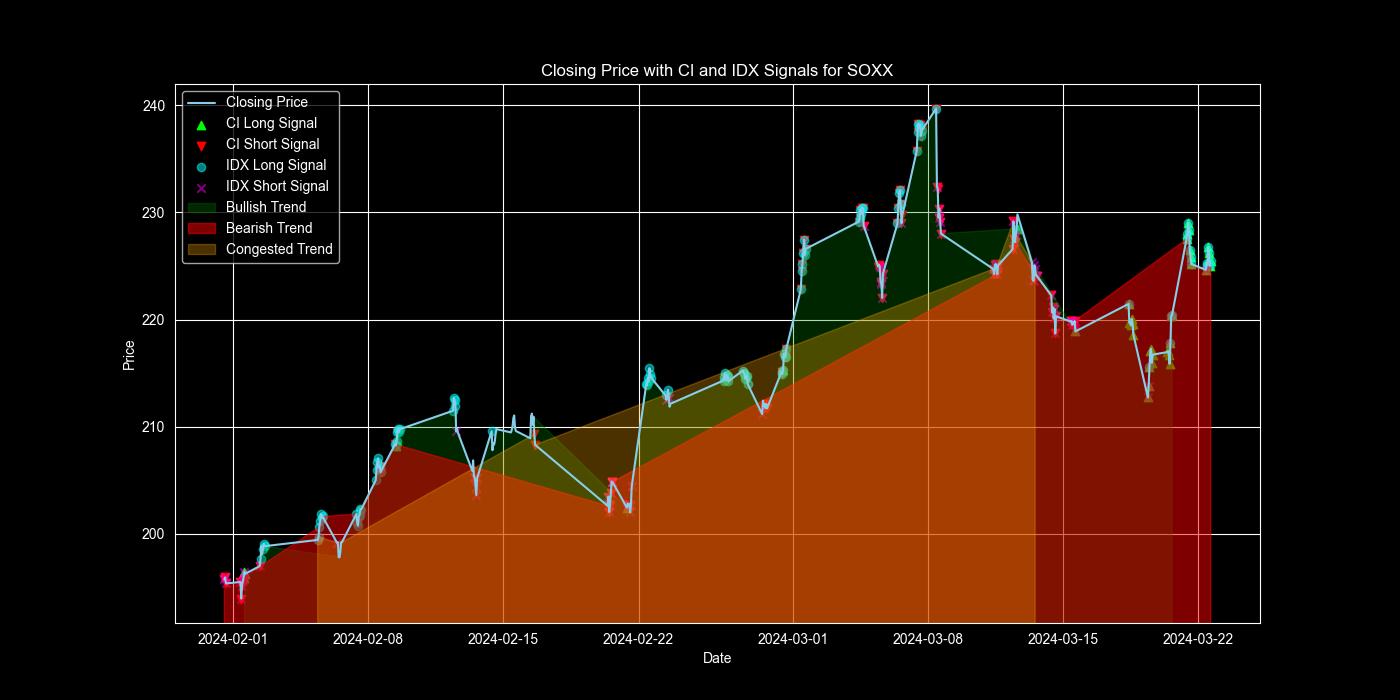 Closing Price with CI and IDX Signals for SOXX
Closing Price
CI Long Signal
CI Short Signal
IDX Long Signal
IDX Short Signal
Bullish Trend
Bearish Trend
Congested Trend
240
230
220
210
200
Price
2024-02-01 2024-02-08 2024-02-15 2024-02-22 2024-03-01 2024-03-08 2024-03-15 2024-03-22
Date